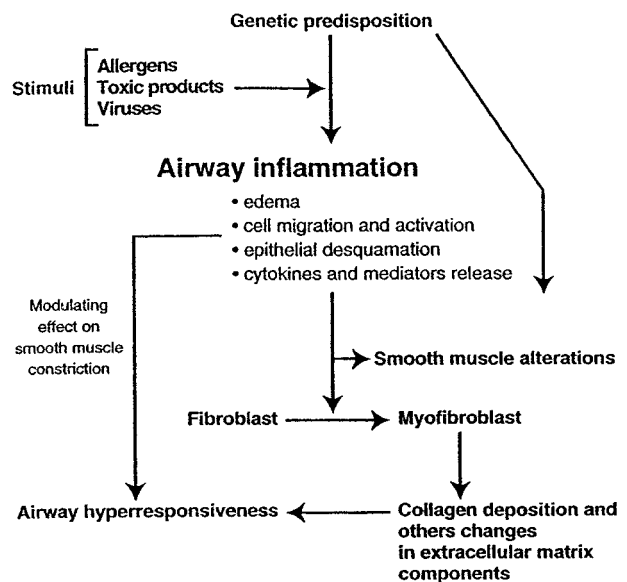 Genetic predisposition
Stimuli
Allergens
Toxic products
Viruses
Airway inflammation
• edema
• cell migration and activation
• epithelial desquamation
• cytokines and mediators release
Modulating
effect on
smooth muscle
constriction
Smooth muscle alterations
Fibroblast
Myofibroblast
Airway hyperresponsiveness
Collagen deposition and
others changes
in extracellular matrix
components